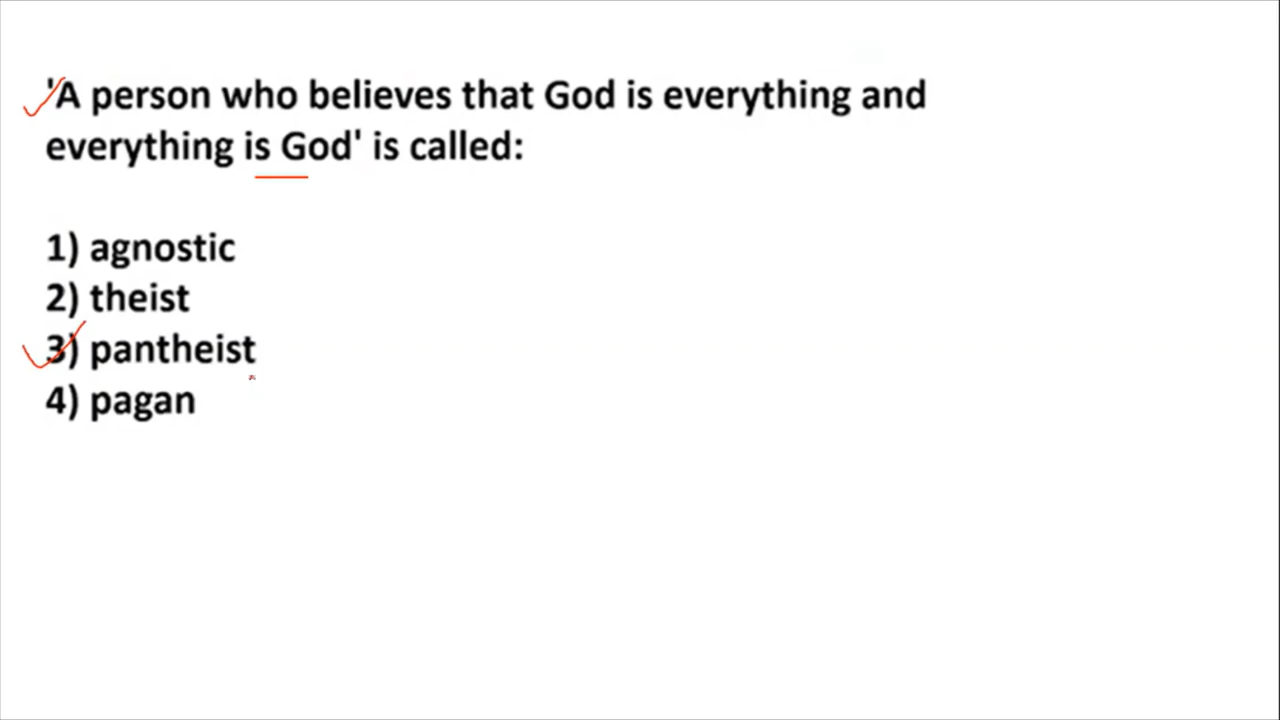 'A person who believes that God is everything and
everything is God' is called:
1) agnostic
2) theist
3) pantheist
4) pagan